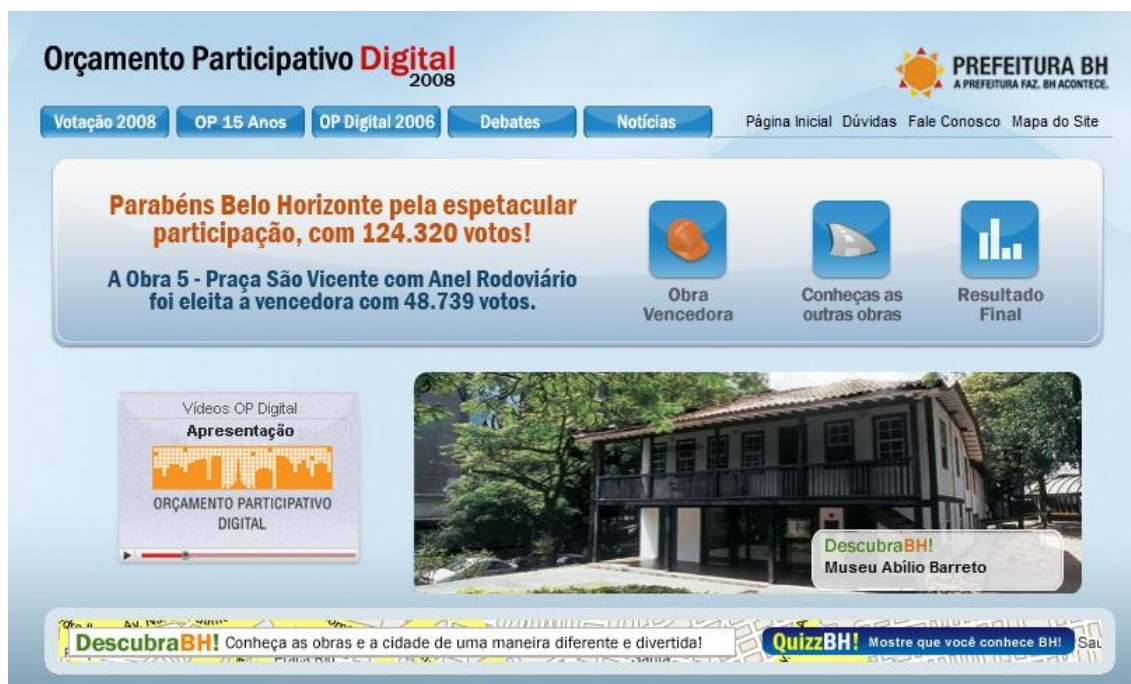 Orçamento Participativo Digital
2008
PREFEITURA BH
A PREFEITURA FAZ. BH ACONTECE.
Votação 2008 OP 15 Anos OP Digital 2006 Debates Notícias Página Inicial Dúvidas Fale Conosco Mapa do Site
Parabéns Belo Horizonte pela espetacular
participação, com 124.320 votos!
A Obra 5 - Praça São Vicente com Anel Rodoviário
foi eleita a vencedora com 48.739 votos.
Obra
Vencedora
Conheças as
outras obras
Resultado
Final
Vídeos OP Digital
Apresentação
ORÇAMENTO PARTICIPATIVO
DIGITAL
DescubraBH!
Museu Abílio Barreto
DescubraBH! Conheça as obras e a cidade de uma maneira diferente e divertida!
QuizzBH! Mostre que você conhece BH!